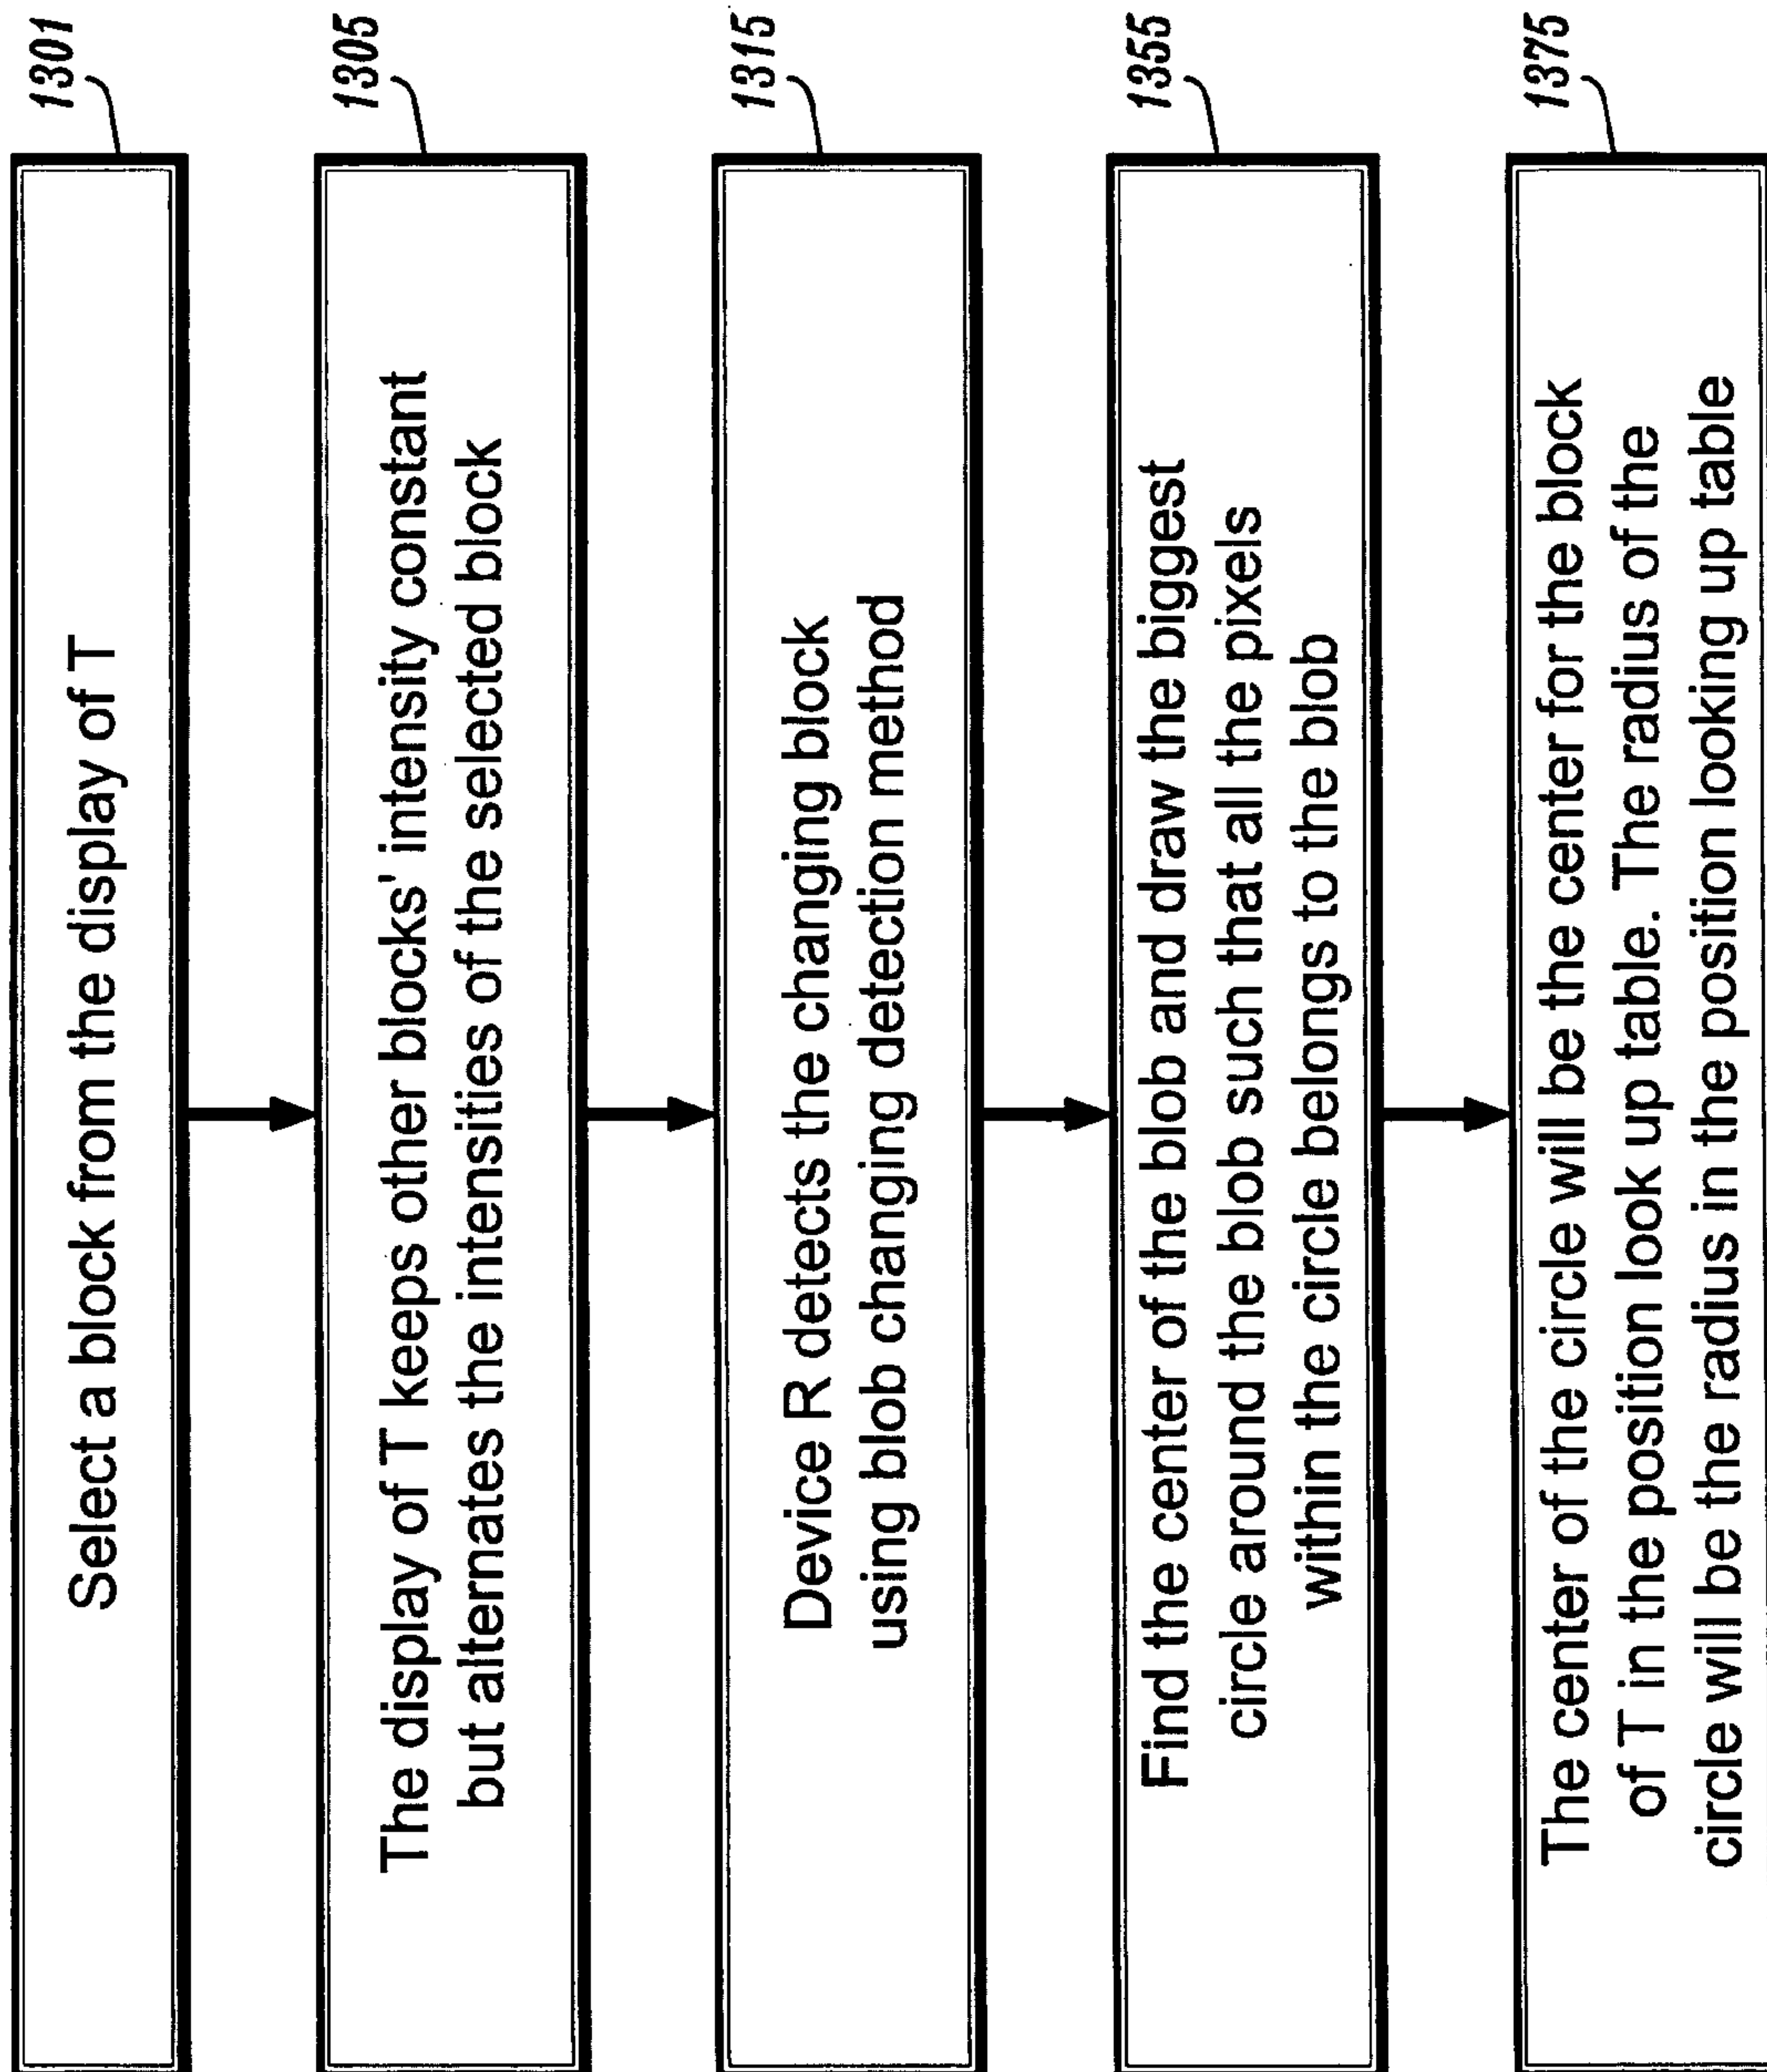 1301
Select a block from the display of T
1305
The display of T keeps other blocks' intensity constant
but alternates the intensities of the selected block
1315
Device R detects the changing block
using blob changing detection method
1355
Find the center of the blob and draw the biggest
circle around the blob such that all the pixels
within the circle belongs to the blob
1375
The center of the circle will be the center for the block
of T in the position look up table. The radius of the
circle will be the radius in the position looking up table